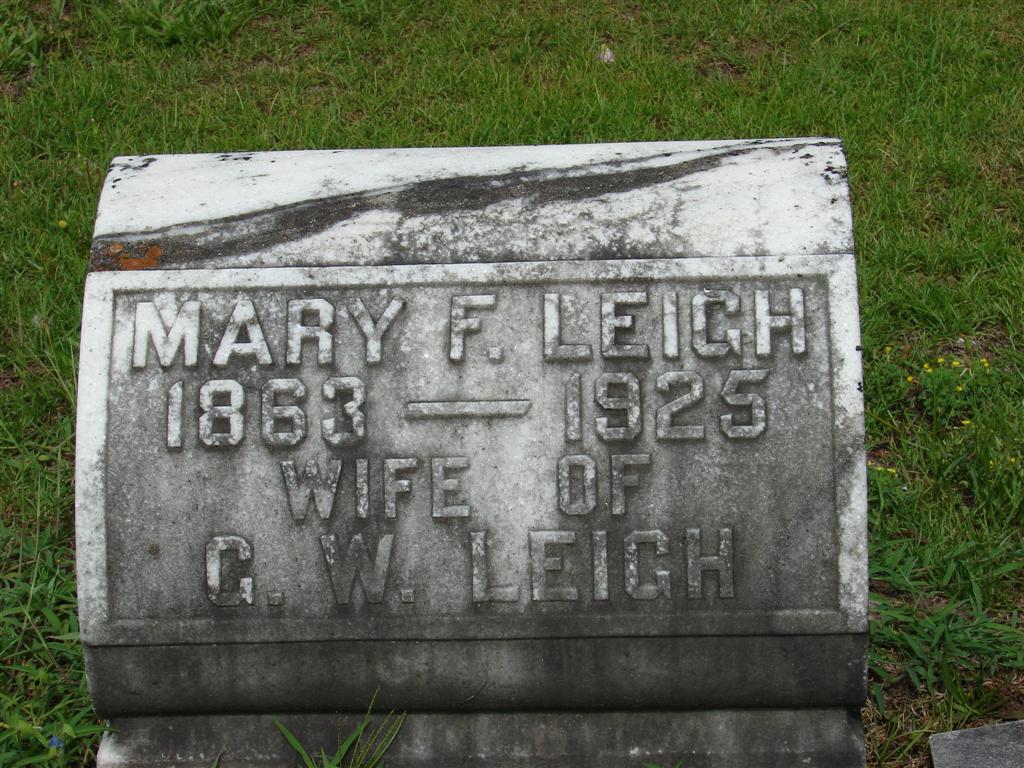 MARY F. LEIGH
1863 — 1925
WIFE OF
G. W. LEIGH